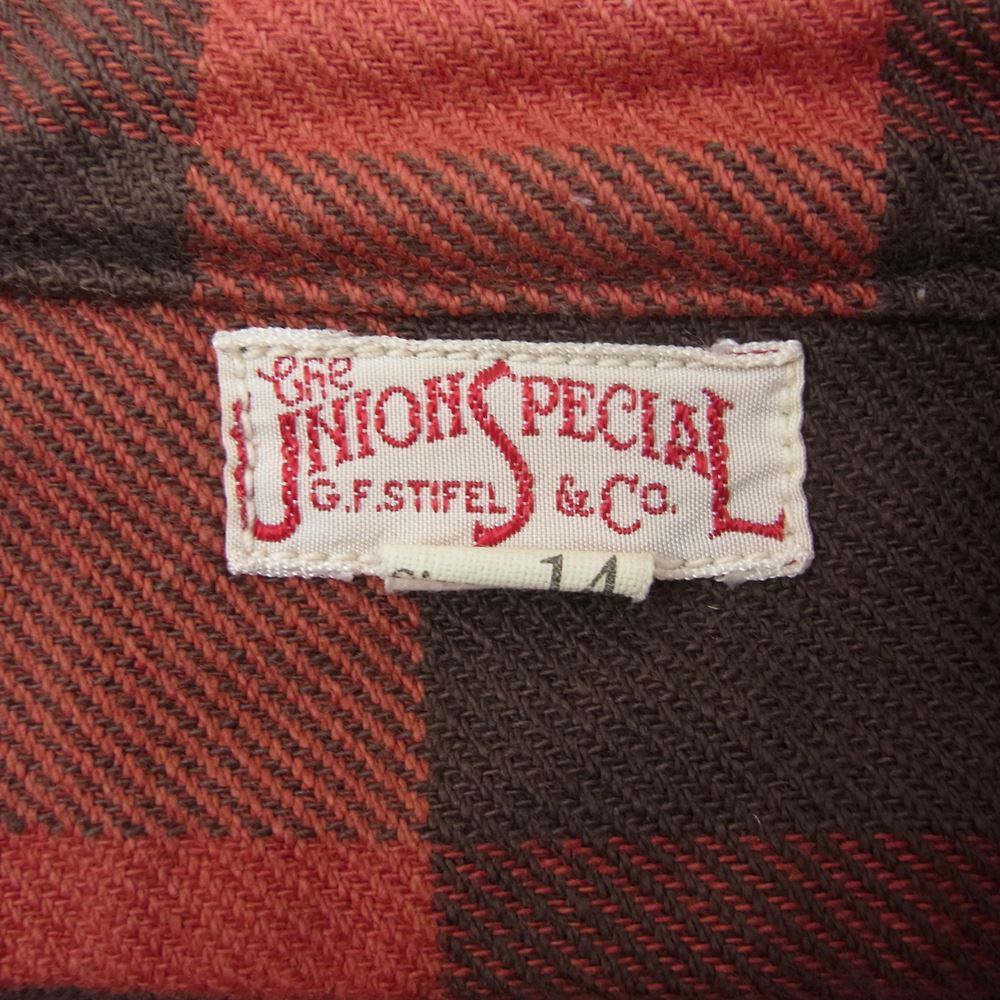 The
UNION SPECIAL
G.F. STIFEL & CO.
14